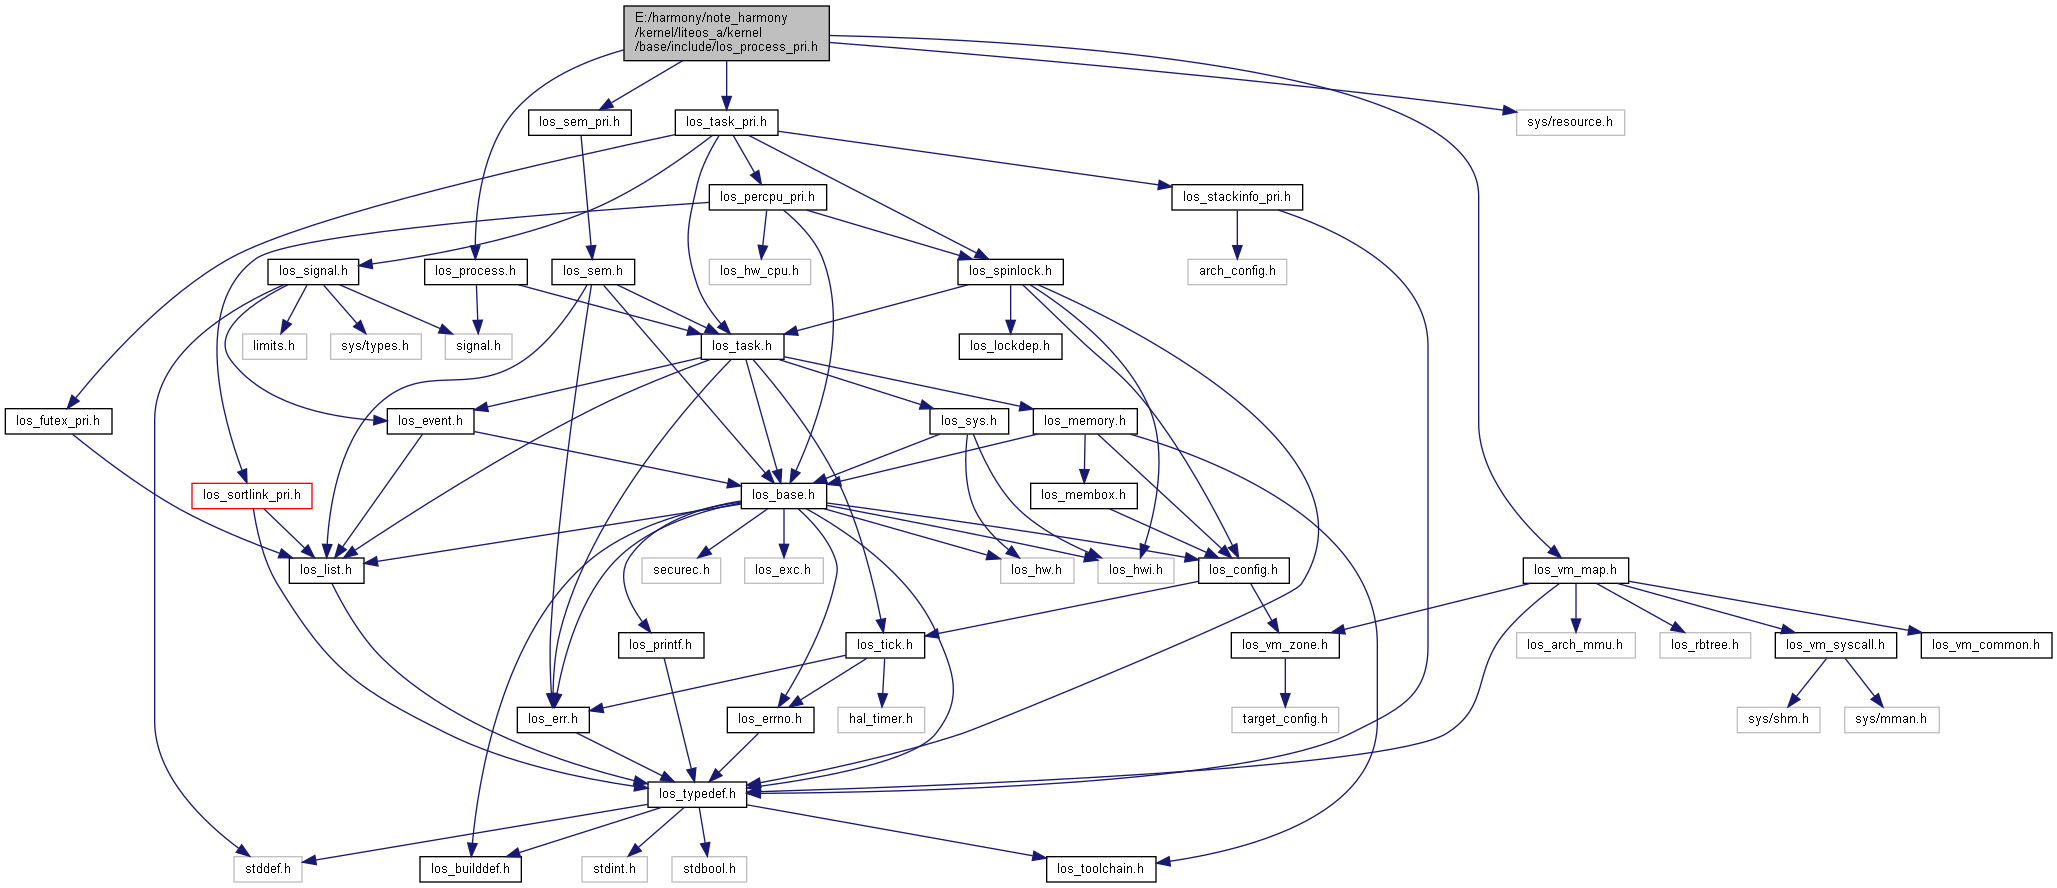 E:/harmony/note_harmony
/kernel/liteos_a/kernel
/base/include/los_process_pri.h
los_sem_pri.h
los_task_pri.h
sys/resource.h
los_percpu_pri.h
los_stackinfo_pri.h
los_signal.h
los_process.h
los_sem.h
los_hw_cpu.h
los_spinlock.h
arch_config.h
limits.h
sys/types.h
signal.h
los_task.h
los_lockdep.h
los_futex_pri.h
los_event.h
los_sys.h
los_memory.h
los_sortlink_pri.h
los_base.h
los_membox.h
los_list.h
securec.h
los_exc.h
los_hw.h
los_hwi.h
los_config.h
los_vm_map.h
los_printf.h
los_tick.h
los_vm_zone.h
los_arch_mmu.h
los_rbtree.h
los_vm_syscall.h
los_vm_common.h
los_err.h
los_errno.h
hal_timer.h
target_config.h
sys/shm.h
sys/mman.h
los_typedef.h
stddef.h
los_builddef.h
stdint.h
stdbool.h
los_toolchain.h